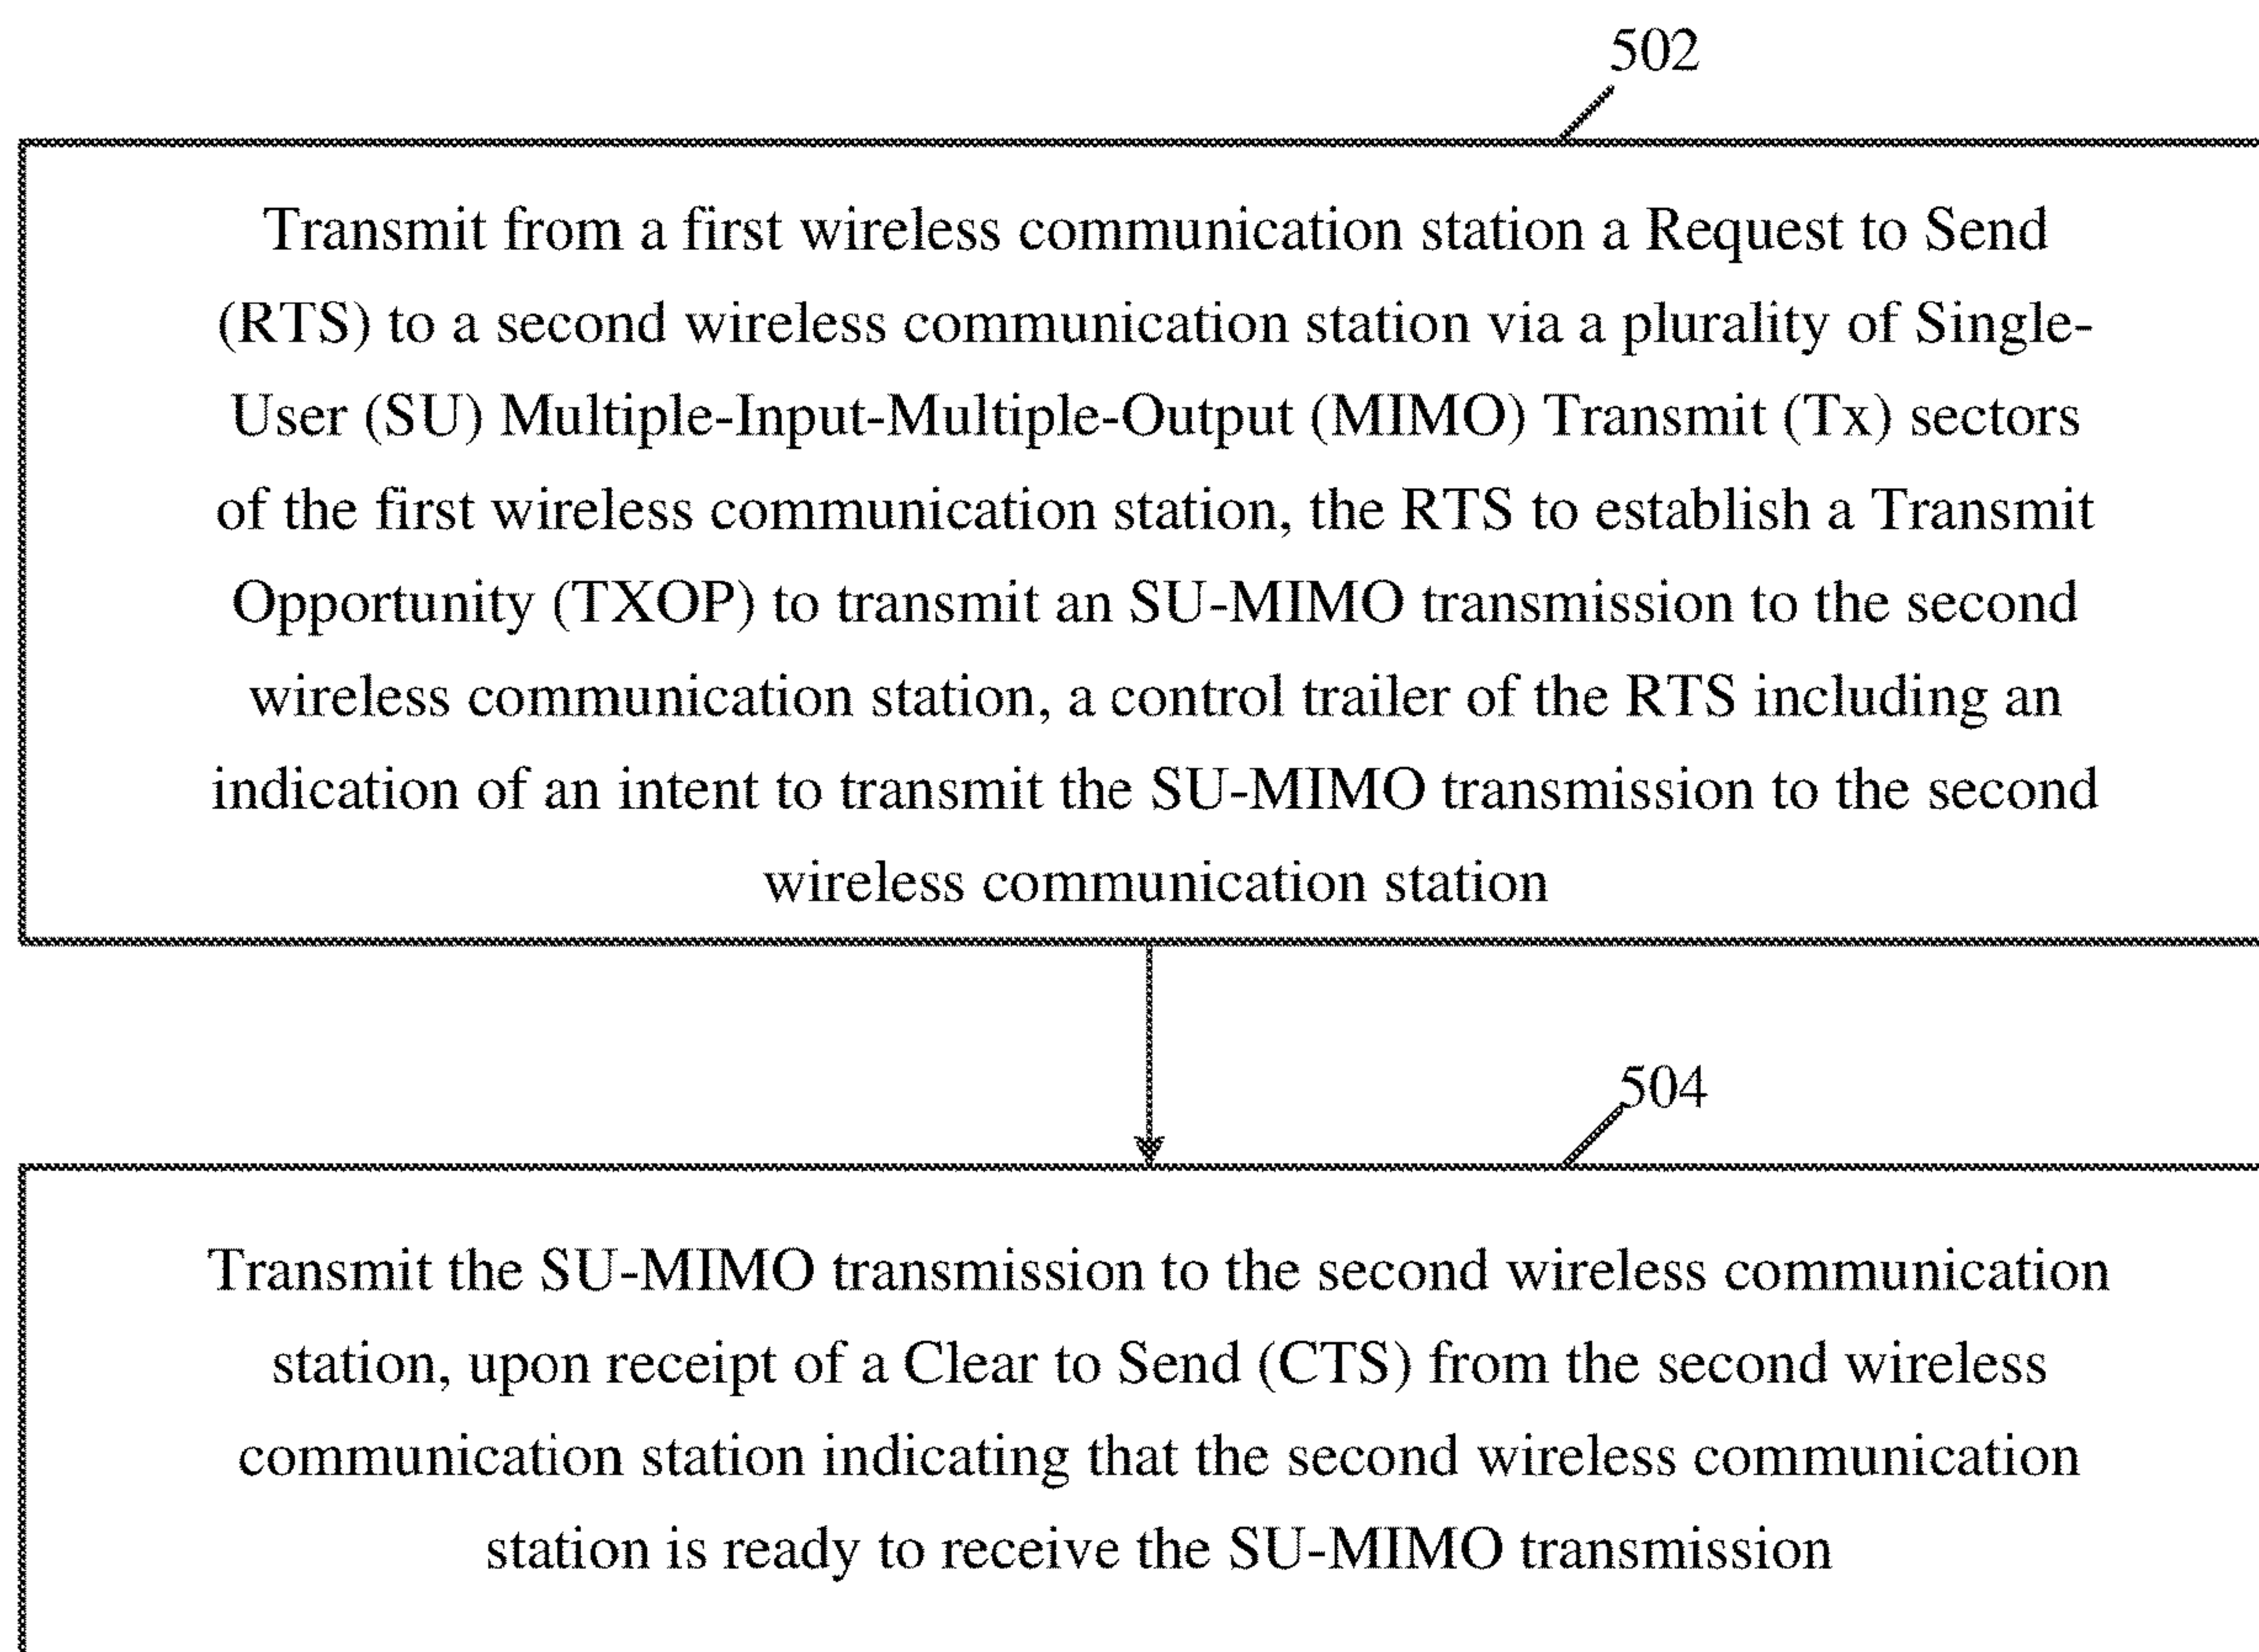 502
Transmit from a first wireless communication station a Request to Send
(RTS) to a second wireless communication station via a plurality of Single-
User (SU) Multiple-Input-Multiple-Output (MIMO) Transmit (Tx) sectors
of the first wireless communication station, the RTS to establish a Transmit
Opportunity (TXOP) to transmit an SU-MIMO transmission to the second
wireless communication station, a control trailer of the RTS including an
indication of an intent to transmit the SU-MIMO transmission to the second
wireless communication station
504
Transmit the SU-MIMO transmission to the second wireless communication
station, upon receipt of a Clear to Send (CTS) from the second wireless
communication station indicating that the second wireless communication
station is ready to receive the SU-MIMO transmission